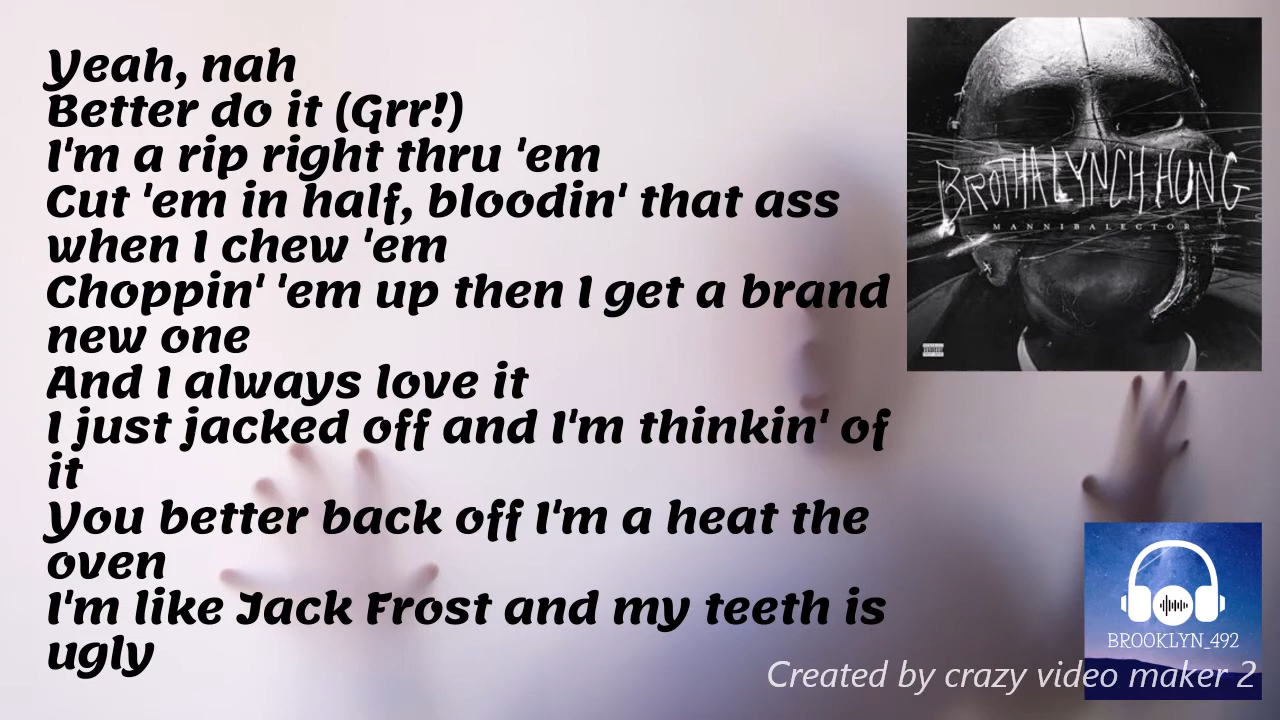 Yeah, nah
Better do it (Grr!)
I'm a rip right thru 'em
Cut 'em in half, bloodin' that ass
when I chew 'em
Choppin' 'em up then I get a brand
new one
And I always love it
I just jacked off and I'm thinkin' of
it
You better back off I'm a heat the
oven
I'm like Jack Frost and my teeth is
ugly
BROTHA LYNCH HUNG
MANNIBALECTOR
BROOKLYN_492
Created by crazy video maker 2